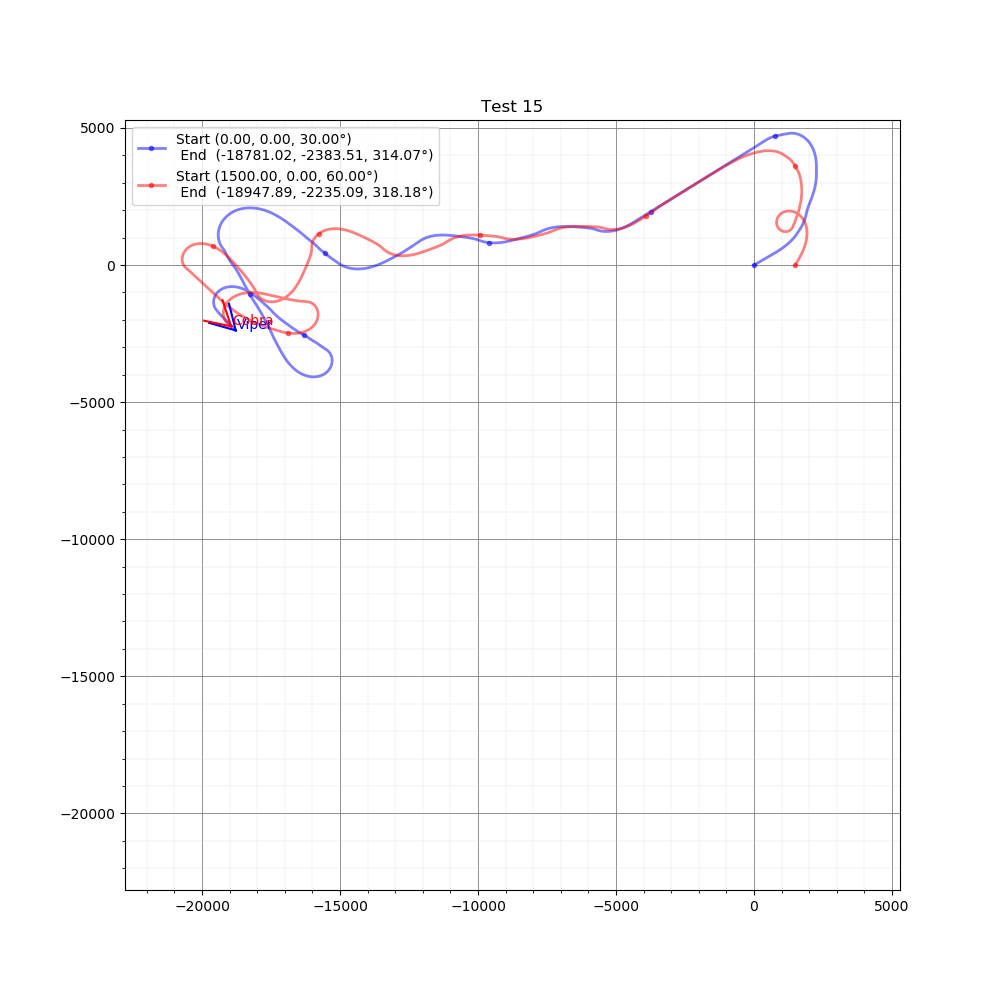 Test 15
Start (0.00, 0.00, 30.00°)
End  (-18781.02, -2383.51, 314.07°)
Start (1500.00, 0.00, 60.00°)
End  (-18947.89, -2235.09, 318.18°)
5000
0
−5000
−10000
−15000
−20000
Cobra
Viper
−20000 −15000 −10000 −5000 0 5000